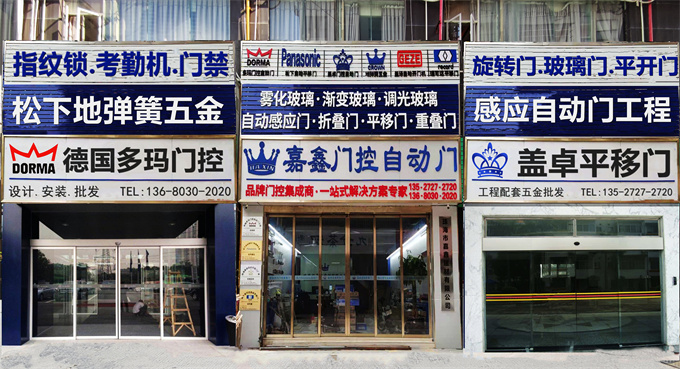 指纹锁.考勤机.门禁
松下地弹簧五金
DORMA
德国多玛门控
设计.安装.批发 TEL:136-8030-2020
DORMA Panasonic CROWN GEZE record
雾化玻璃·渐变玻璃·调光玻璃
自动感应门·折叠门·平移门·重叠门
嘉鑫门控自动门
品牌门控集成商·一站式解决方案专家
135-2727-2720
136-8030-2020
旋转门.玻璃门.平开门
感应自动门工程
盖卓平移门
工程配套五金批发 TEL:135-2727-2720